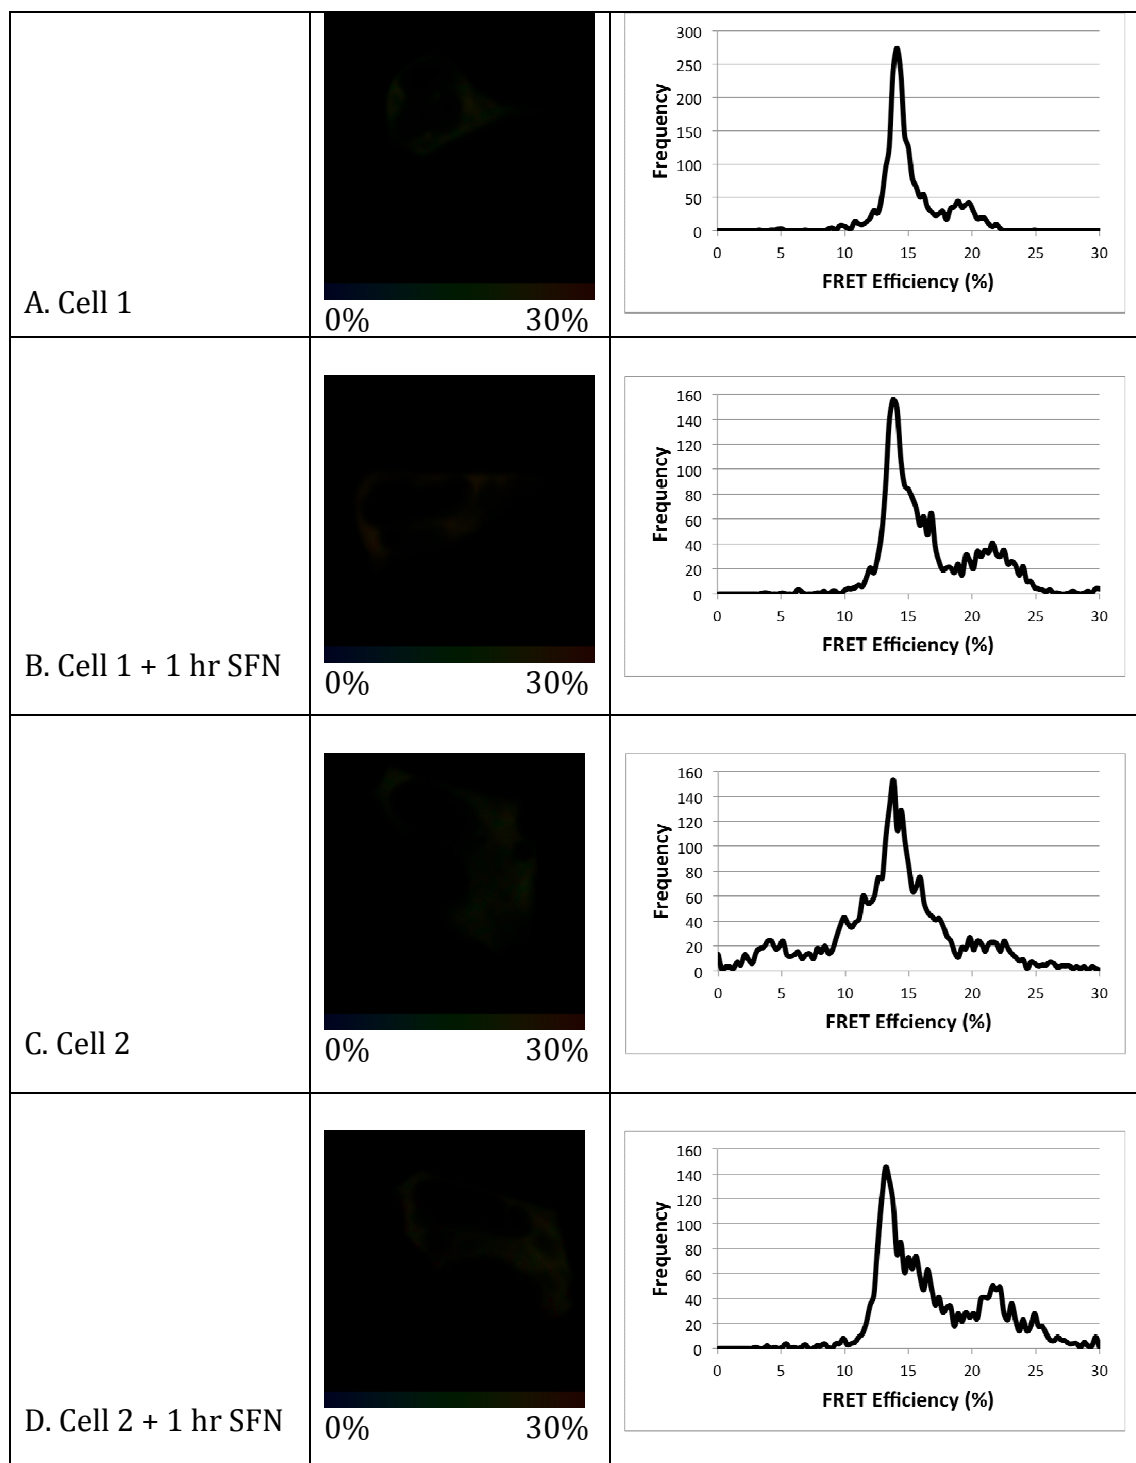 300
250
200
150
100
50
0
Frequency
0 5 10 15 20 25 30
FRET Efficiency (%)
A. Cell 1
0% 30%
160
140
120
100
80
60
40
20
0
Frequency
0 5 10 15 20 25 30
FRET Efficiency (%)
B. Cell 1 + 1 hr SFN
0% 30%
160
140
120
100
80
60
40
20
0
Frequency
0 5 10 15 20 25 30
FRET Effciency (%)
C. Cell 2
0% 30%
160
140
120
100
80
60
40
20
0
Frequency
0 5 10 15 20 25 30
FRET Efficiency (%)
D. Cell 2 + 1 hr SFN
0% 30%